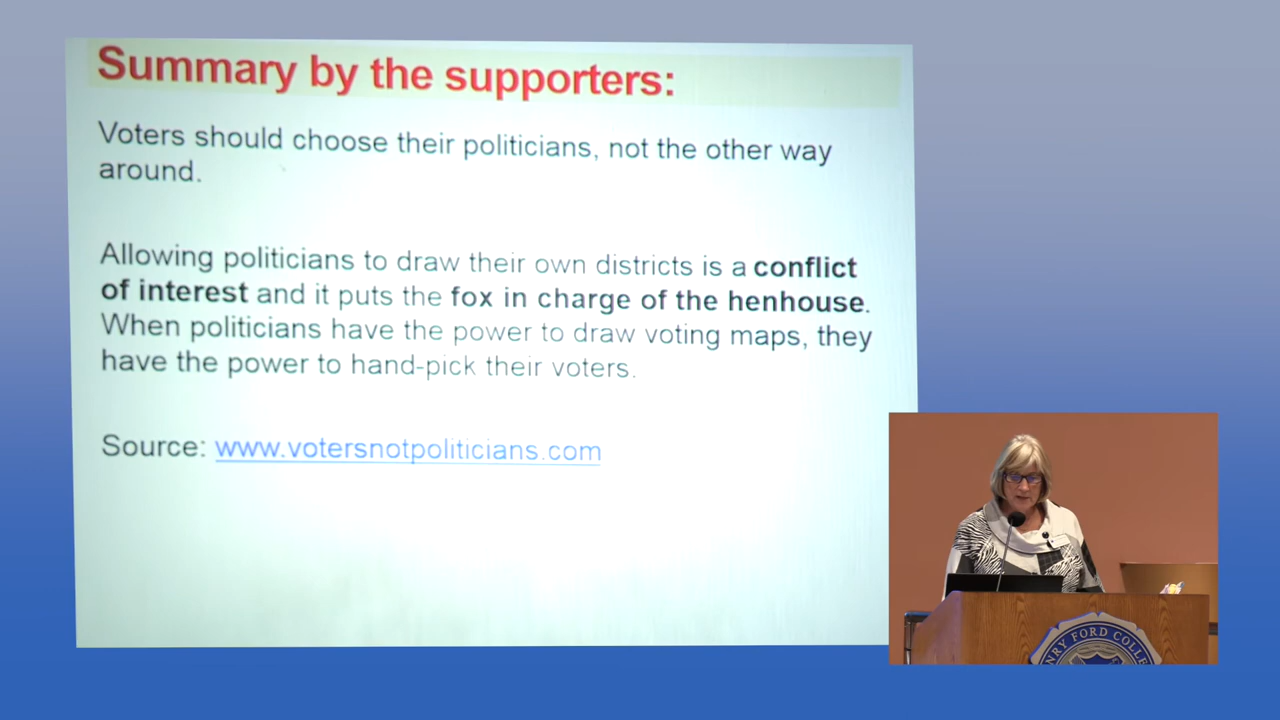 Summary by the supporters:
Voters should choose their politicians, not the other way
around.
Allowing politicians to draw their own districts is a conflict
of interest and it puts the fox in charge of the henhouse.
When politicians have the power to draw voting maps, they
have the power to hand-pick their voters.
Source: www.votersnotpoliticians.com
NRY FORD COLLE